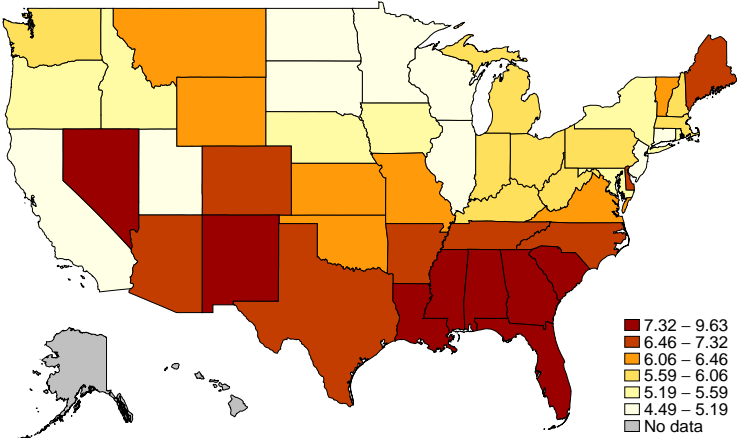 7.32 – 9.63
6.46 – 7.32
6.06 – 6.46
5.59 – 6.06
5.19 – 5.59
4.49 – 5.19
No data